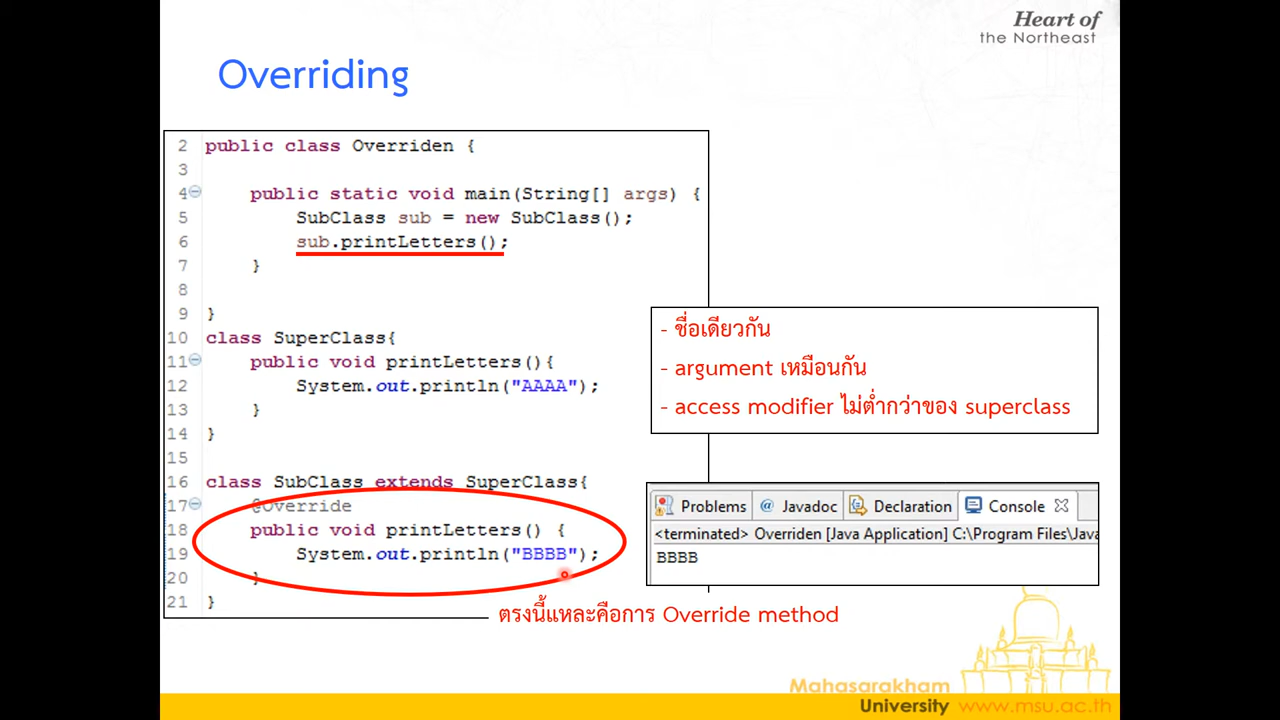 Heart of
the Northeast
Overriding
2 public class Overriden {
3
4 public static void main(String[] args) {
5 SubClass sub = new SubClass();
6 sub.printLetters();
7 }
8
9 }
10 class SuperClass{
11 public void printLetters(){
12 System.out.println("AAAA");
13 }
14 }
15
16 class SubClass extends SuperClass{
17 @Override
18 public void printLetters() {
19 System.out.println("BBBB");
20 }
21 }
- ชื่อเดียวกัน
- argument เหมือนกัน
- access modifier ไม่ต่ำกว่าของ superclass
Problems @ Javadoc Declaration Console
<terminated> Overriden [Java Application] C:\Program Files\Java
BBBB
ตรงนี้แหละคือการ Override method
Mahasarakham
University www.msu.ac.th